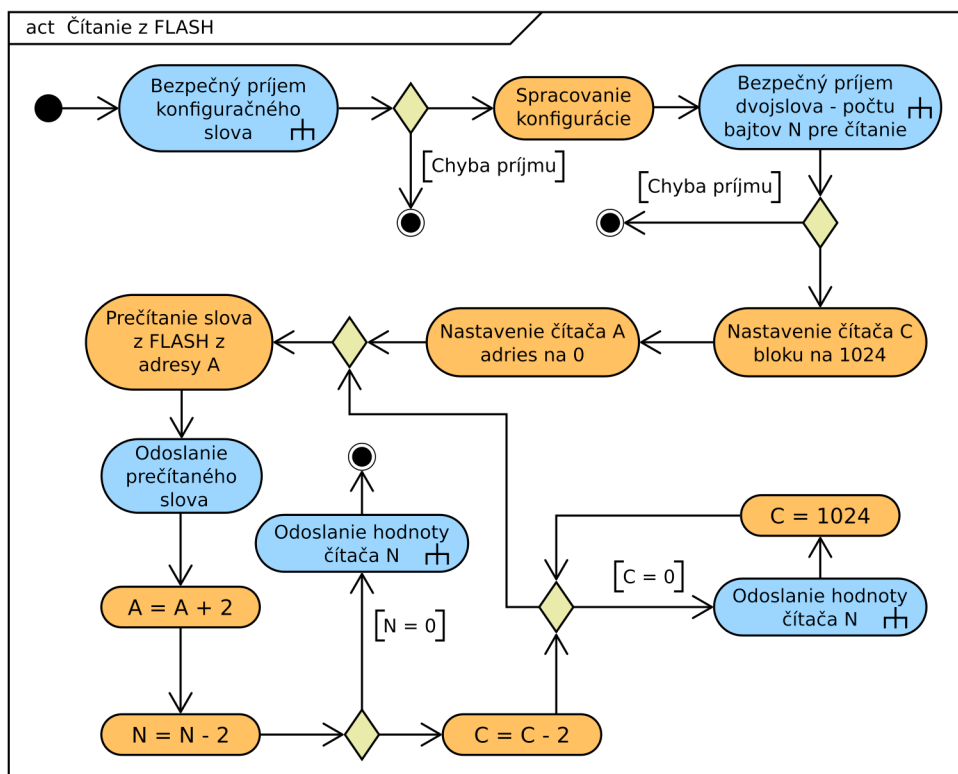 act  Čítanie z FLASH
Bezpečný príjem
konfiguračného
slova
Spracovanie
konfigurácie
Bezpečný príjem
dvojslova - počtu
bajtov N pre čítanie
[Chyba príjmu]
[Chyba príjmu]
Prečítanie slova
z FLASH z
adresy A
Nastavenie čítača A
adries na 0
Nastavenie čítača C
bloku na 1024
Odoslanie
prečítaného
slova
Odoslanie hodnoty
čítača N
C = 1024
[C = 0]
Odoslanie hodnoty
čítača N
A = A + 2
[N = 0]
N = N - 2
C = C - 2